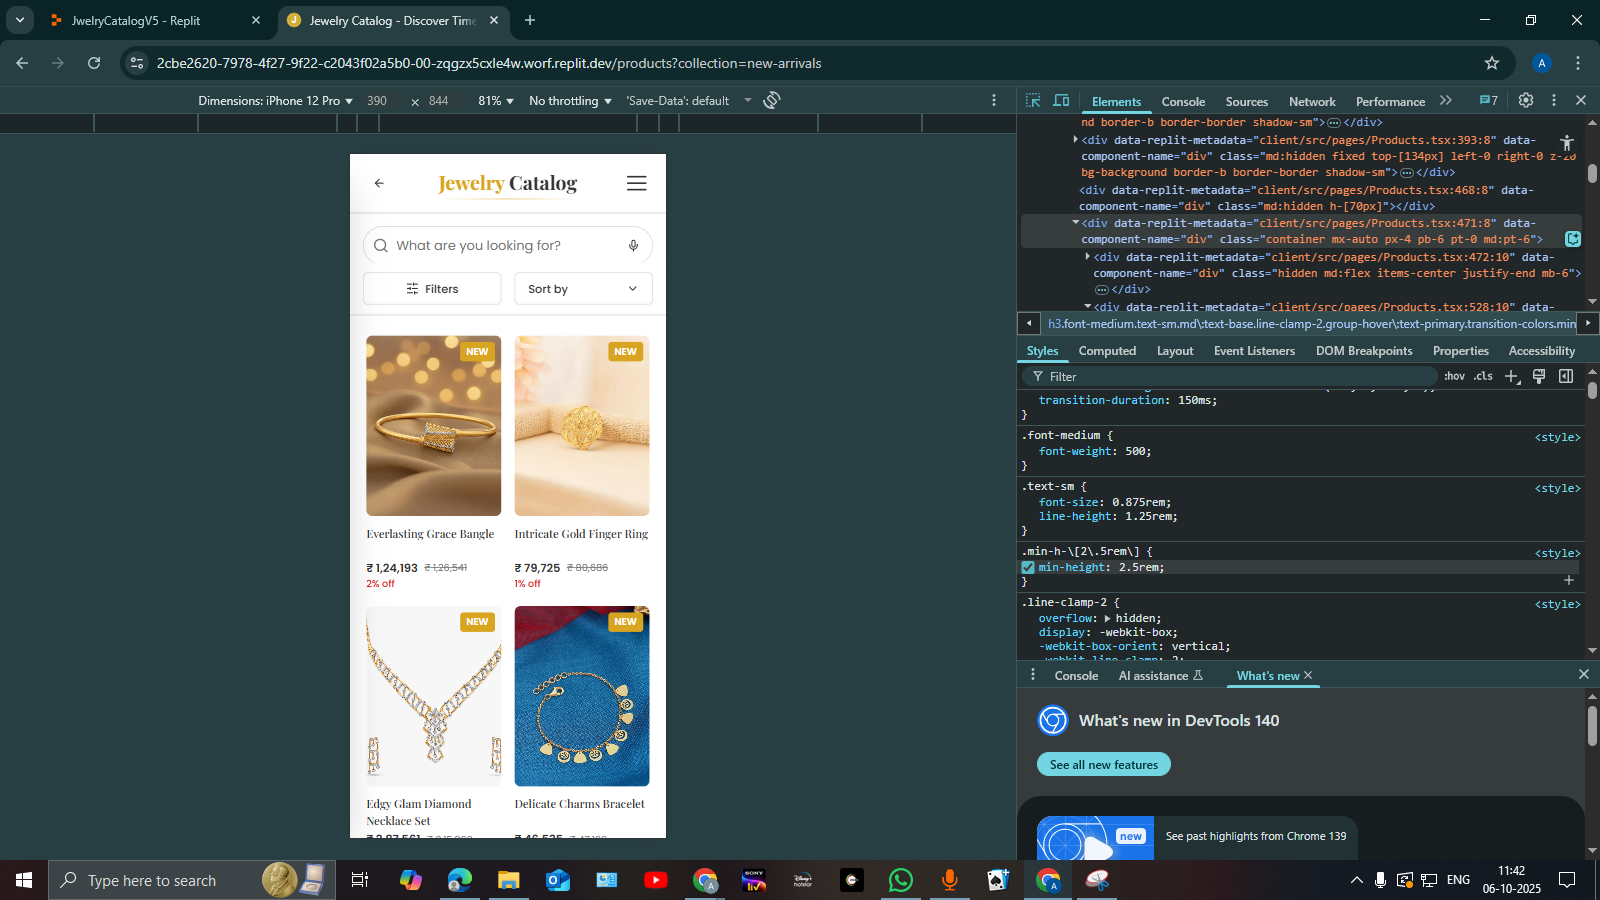 JwelryCatalogV5 - Replit
Jewelry Catalog - Discover Time
2cbe2620-7978-4f27-9f22-c2043f02a5b0-00-zqgzx5cxle4w.worf.replit.dev/products?collection=new-arrivals
A
Dimensions: iPhone 12 Pro 390 × 844 81% No throttling 'Save-Data': default
Jewelry Catalog
What are you looking for?
Filters
Sort by
NEW
NEW
Everlasting Grace Bangle
Intricate Gold Finger Ring
₹ 1,24,193 ₹ 1,26,541
₹ 79,725 ₹ 80,686
2% off
1% off
NEW
NEW
Edgy Glam Diamond
Necklace Set
Delicate Charms Bracelet
Elements Console Sources Network Performance 7
nd border-b border-border shadow-sm">…</div>
<div data-replit-metadata="client/src/pages/Products.tsx:393:8" data-
component-name="div" class="md:hidden fixed top-[134px] left-0 right-0 z-20
bg-background border-b border-border shadow-sm">…</div>
<div data-replit-metadata="client/src/pages/Products.tsx:468:8" data-
component-name="div" class="md:hidden h-[70px]"></div>
<div data-replit-metadata="client/src/pages/Products.tsx:471:8" data-
component-name="div" class="container mx-auto px-4 pb-6 pt-0 md:pt-6">
<div data-replit-metadata="client/src/pages/Products.tsx:472:10" data-
component-name="div" class="hidden md:flex items-center justify-end mb-6">
…</div>
<div data-replit-metadata="client/src/pages/Products.tsx:528:10" data-
h3.font-medium.text-sm.md\:text-base.line-clamp-2.group-hover\:text-primary.transition-colors.min
Styles Computed Layout Event Listeners DOM Breakpoints Properties Accessibility
Filter :hov .cls
transition-duration: 150ms;
}
.font-medium { <style>
font-weight: 500;
}
.text-sm { <style>
font-size: 0.875rem;
line-height: 1.25rem;
}
.min-h-\[2\.5rem\] { <style>
min-height: 2.5rem;
}
.line-clamp-2 { <style>
overflow: hidden;
display: -webkit-box;
-webkit-box-orient: vertical;
Console AI assistance What's new
What's new in DevTools 140
See all new features
new
See past highlights from Chrome 139
Type here to search
SONY
liv
hotstar
ENG
11:42
06-10-2025